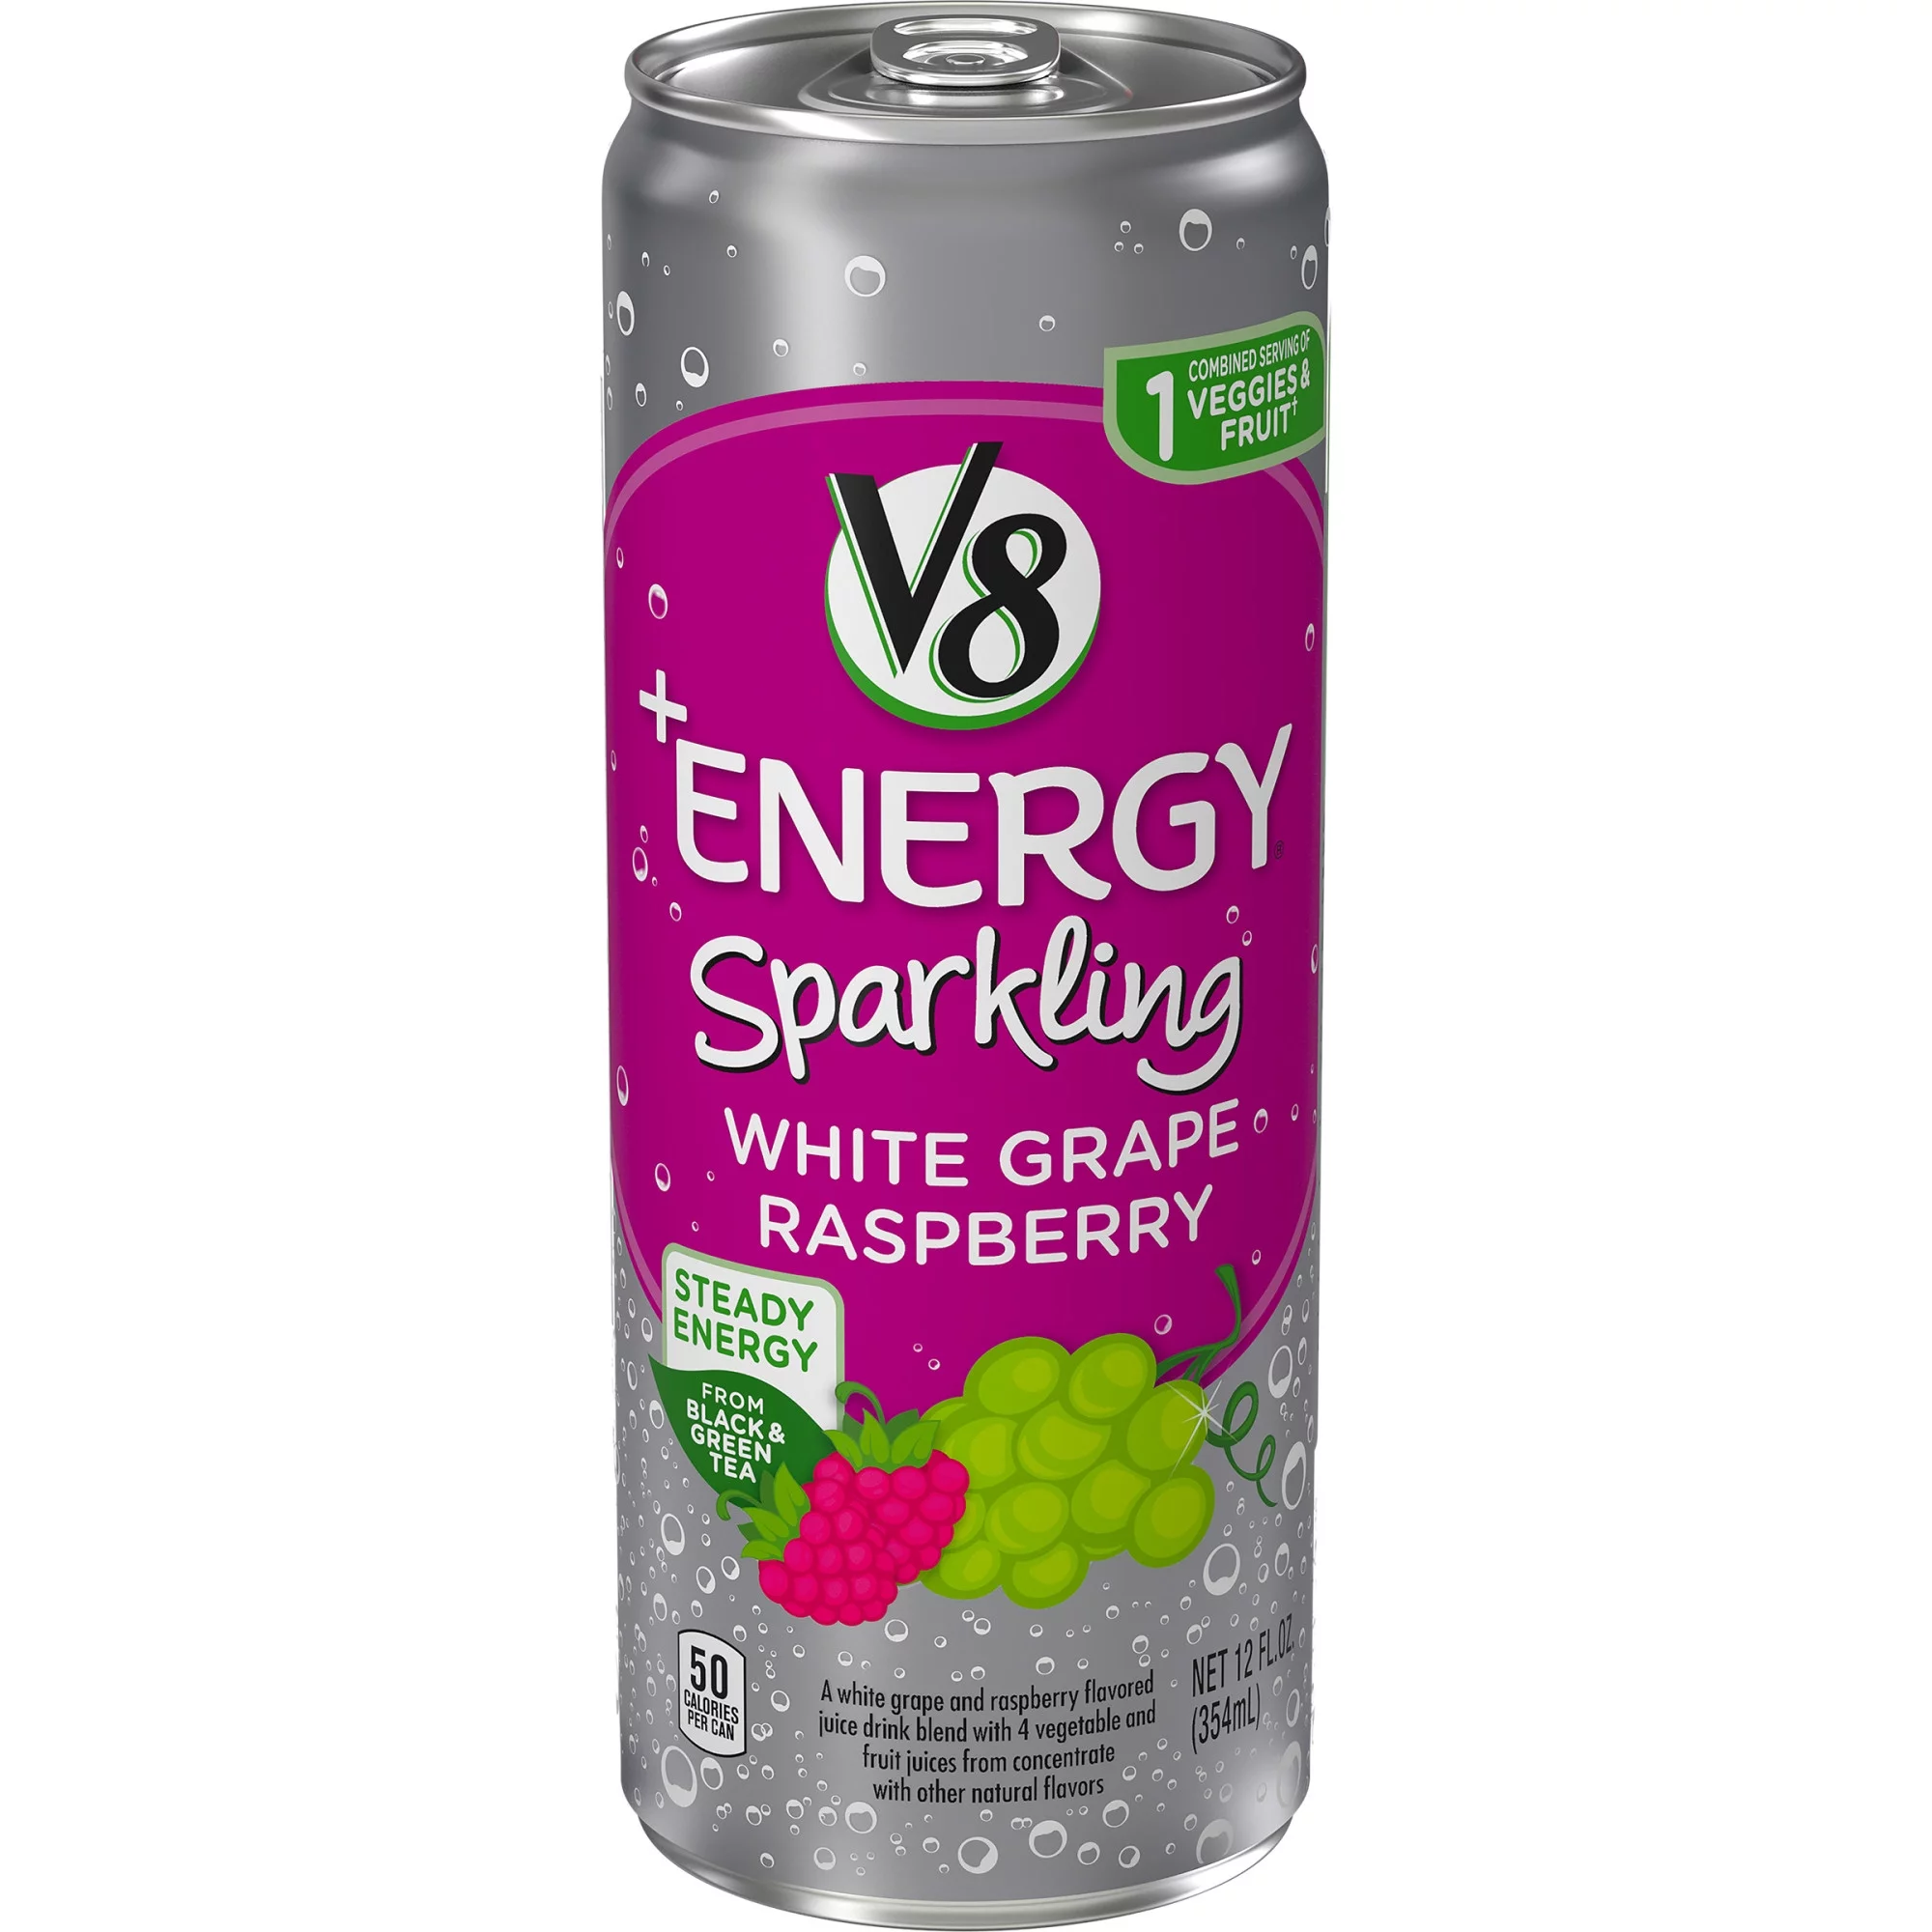 1 COMBINED SERVING OF
VEGGIES &
FRUIT†
V8
+ENERGY®
Sparkling
WHITE GRAPE
RASPBERRY
STEADY
ENERGY
FROM
BLACK &
GREEN
TEA
50
CALORIES
PER CAN
A white grape and raspberry flavored
juice drink blend with 4 vegetable and
fruit juices from concentrate
with other natural flavors
NET 12 FL.OZ.
(354mL)